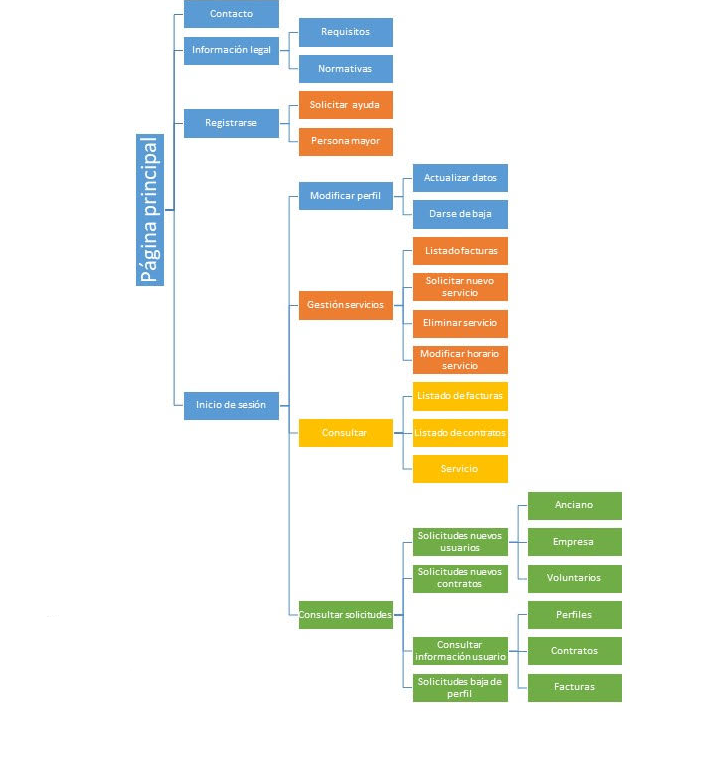 Página principal
Contacto
Información legal
Requisitos
Normativas
Registrarse
Solicitar ayuda
Persona mayor
Inicio de sesión
Modificar perfil
Actualizar datos
Darse de baja
Gestión servicios
Listado facturas
Solicitar nuevo
servicio
Eliminar servicio
Modificar horario
servicio
Consultar
Listado de facturas
Listado de contratos
Servicio
Consultar solicitudes
Solicitudes nuevos
usuarios
Anciano
Empresa
Voluntarios
Solicitudes nuevos
contratos
Consultar
información usuario
Perfiles
Contratos
Facturas
Solicitudes baja de
perfil